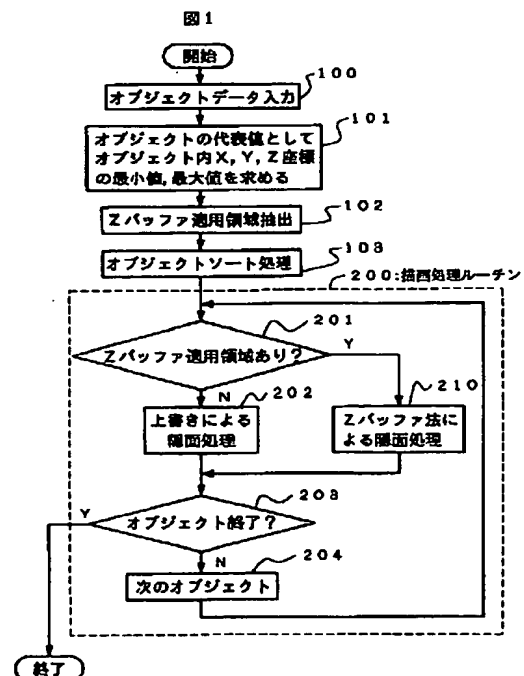 図1
開始
100
オブジェクトデータ入力
101
オブジェクトの代表値として
オブジェクト内X,Y,Z座標
の最小値,最大値を求める
102
Zバッファ適用領域抽出
103
オブジェクトソート処理
200:描画処理ルーチン
201
Zバッファ適用領域あり?
Y
N
202
上書きによる
隠面処理
210
Zバッファ法に
よる隠面処理
203
オブジェクト終了?
Y
N
204
次のオブジェクト
終了